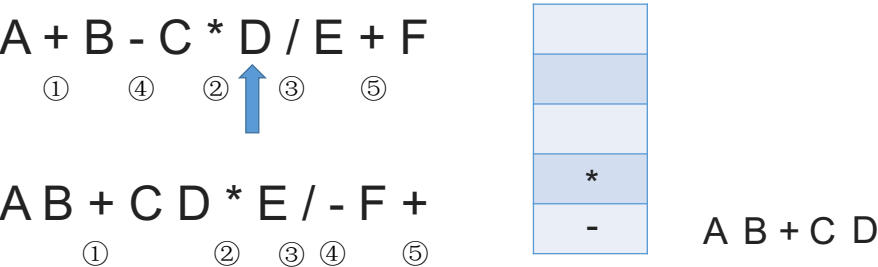 A + B - C * D / E + F
① ④ ② ③ ⑤
A B + C D * E / - F +
① ② ③ ④ ⑤
*
-
A B + C D